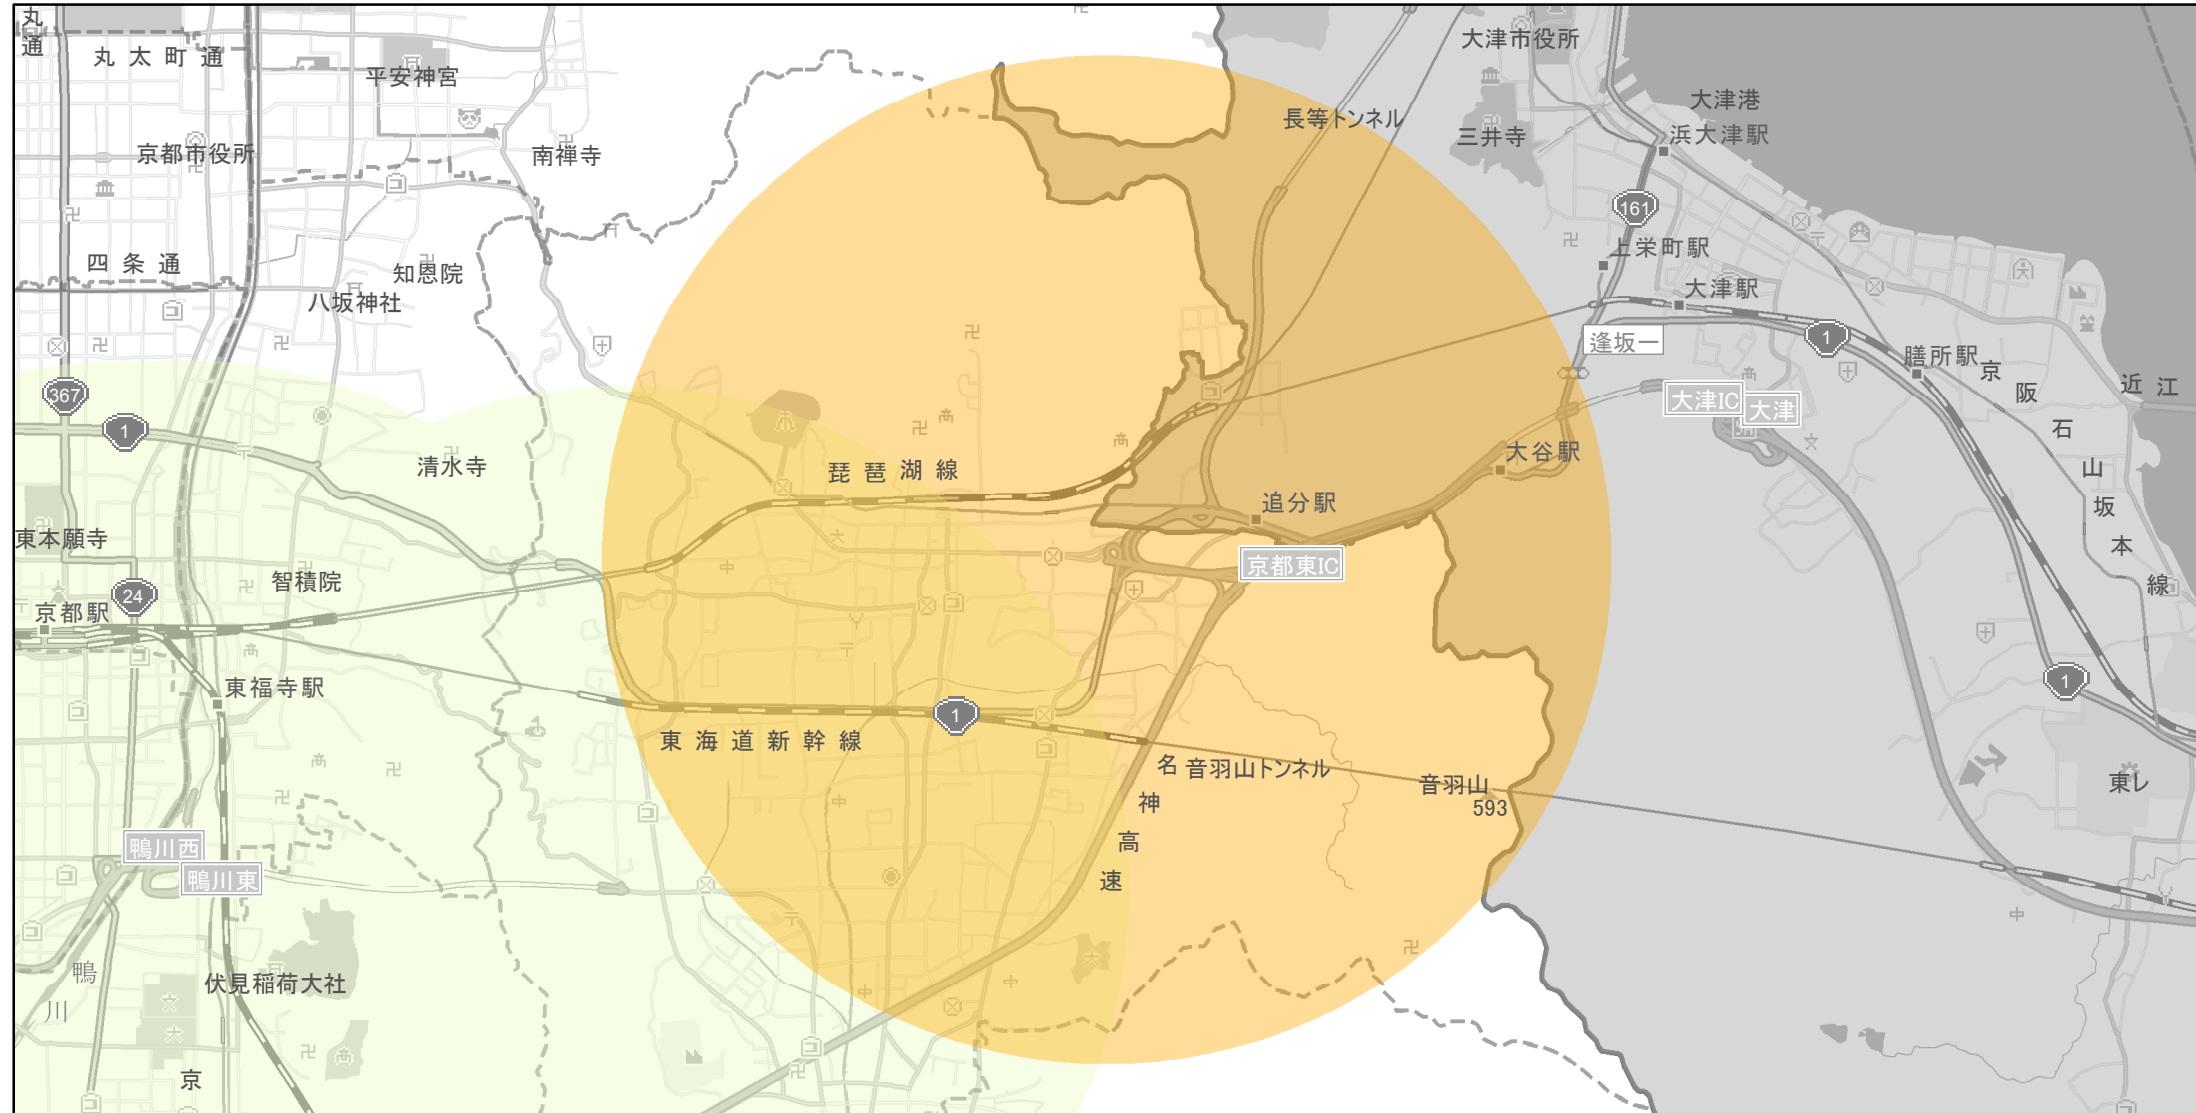 丸
通
丸太町通
平安神宮
大津市役所
大津港
長等トンネル
三井寺
浜大津駅
京都市役所
南禅寺
161
四条通
知恩院
上栄町駅
八坂神社
大津駅
逢坂一
1
膳所駅
367
大津IC
大津
近江
1
京阪石山坂本線
清水寺
琵琶湖線
大谷駅
追分駅
東本願寺
京都東IC
智積院
24
京都駅
東福寺駅
1
1
東海道新幹線
名神高速
音羽山トンネル
音羽山
593
東レ
鴨川西
鴨川東
鴨川
伏見稲荷大社
京